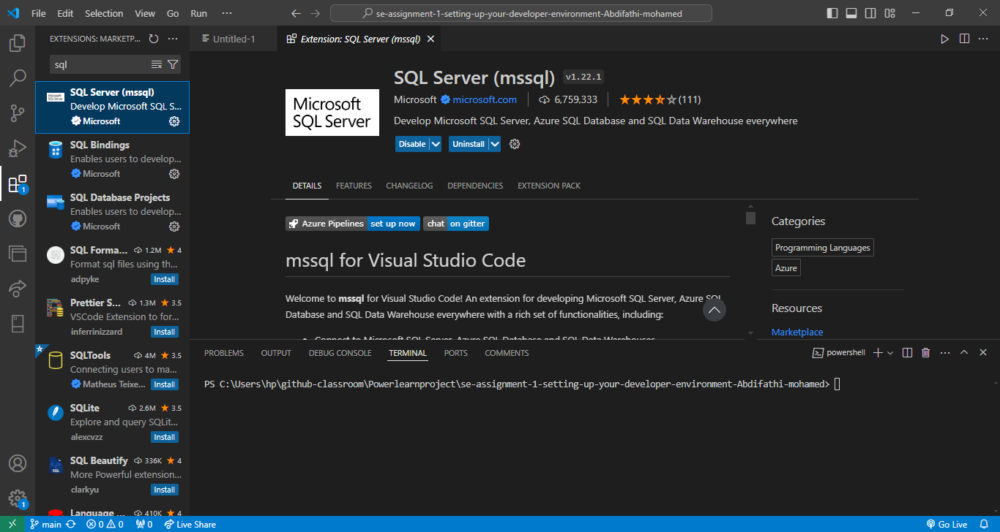 File Edit Selection View Go Run ···
se-assignment-1-setting-up-your-developer-environment-Abdifathi-mohamed
EXTENSIONS: MARKETP... ···
sql
SQL Server (mssql)
Develop Microsoft SQL S...
Microsoft
SQL Bindings
Enables users to develop...
Microsoft
SQL Database Projects
Enables users to develop...
Microsoft
SQL Forma... 1.2M 4
Format sql files using th...
adpyke Install
Prettier S... 1.3M 3.5
VSCode Extension to for...
inferrinizzard Install
SQLTools 4M 3.5
Connecting users to ma...
Matheus Teixe... Install
SQLite 2.6M 3.5
Explore and query SQLit...
alexcvzz Install
SQL Beautify 336K 4
More Powerful extension...
clarkyu Install
Language ... 410K 4
1
1
Untitled-1
Extension: SQL Server (mssql)
Microsoft
SQL Server
SQL Server (mssql) v1.22.1
Microsoft microsoft.com 6,759,333 (111)
Develop Microsoft SQL Server, Azure SQL Database and SQL Data Warehouse everywhere
Disable Uninstall
DETAILS FEATURES CHANGELOG DEPENDENCIES EXTENSION PACK
Azure Pipelines set up now chat on gitter
mssql for Visual Studio Code
Welcome to mssql for Visual Studio Code! An extension for developing Microsoft SQL Server, Azure SQL
Database and SQL Data Warehouse everywhere with a rich set of functionalities, including:
• Connect to Microsoft SQL Server, Azure SQL Database and SQL Data Warehouses.
Categories
Programming Languages
Azure
Resources
Marketplace
PROBLEMS OUTPUT DEBUG CONSOLE TERMINAL PORTS COMMENTS
powershell
PS C:\Users\hp\github-classroom\Powerlearnproject\se-assignment-1-setting-up-your-developer-environment-Abdifathi-mohamed>
main 0 0 0 Live Share
Go Live